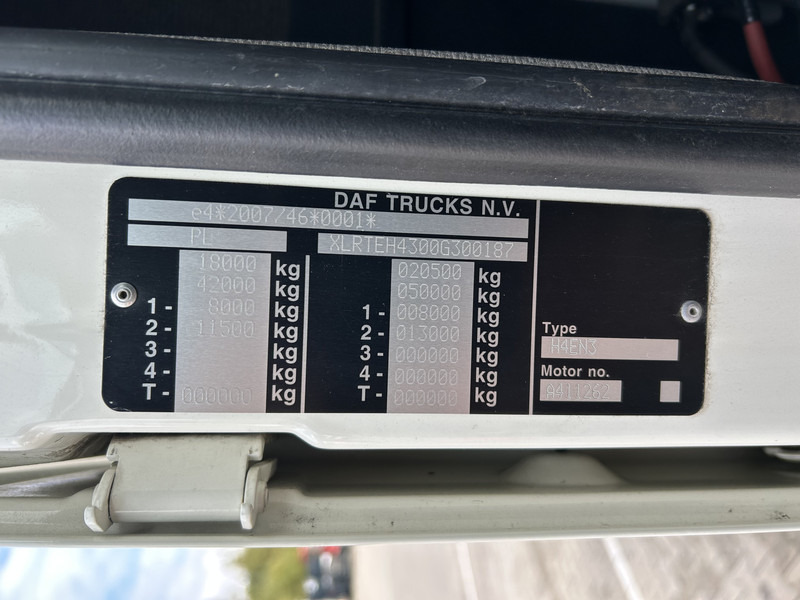 DAF TRUCKS N.V.
e4*2007/46*0001*
PL XLRTEH4300G300187
18000 kg 020500 kg
42000 kg 050000 kg
1 - 8000 kg 1 - 008000 kg
2 - 11500 kg 2 - 013000 kg
3 - kg 3 - 000000 kg
4 - kg 4 - 000000 kg
T - 000000 kg T - 000000 kg
Type
H4EN3
Motor no.
A411262